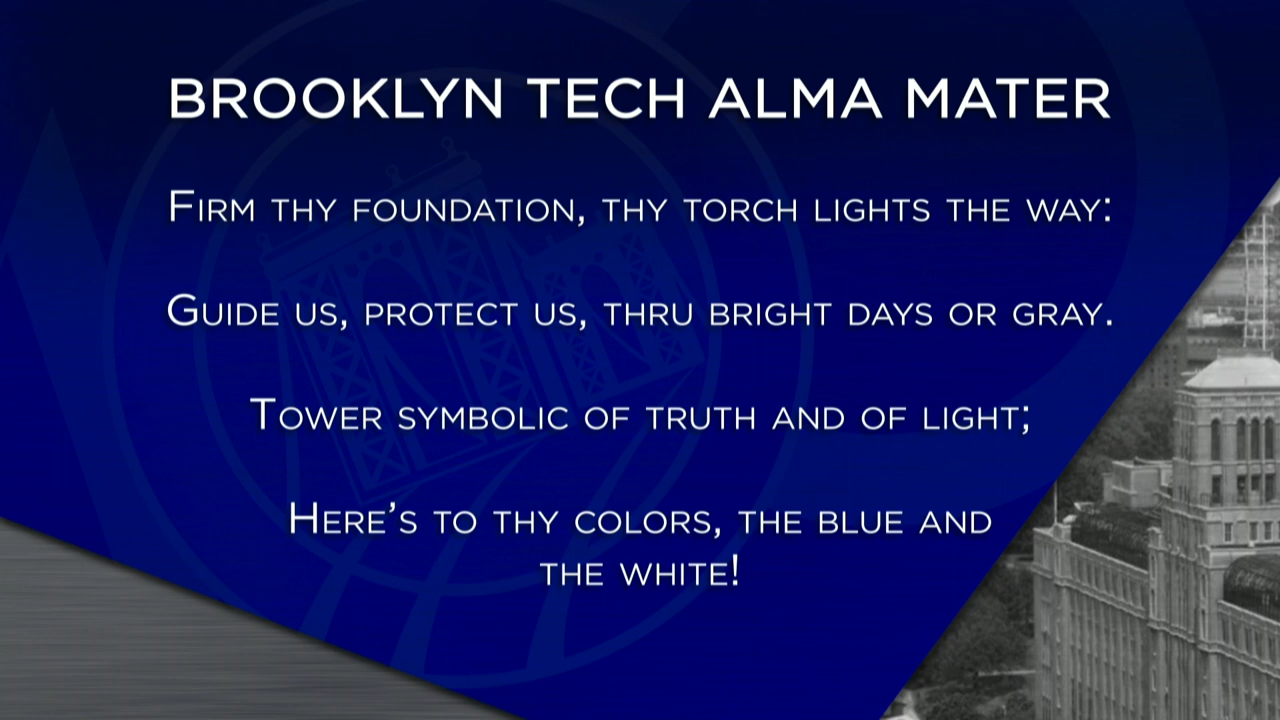 BROOKLYN TECH ALMA MATER
FIRM THY FOUNDATION, THY TORCH LIGHTS THE WAY:
GUIDE US, PROTECT US, THRU BRIGHT DAYS OR GRAY.
TOWER SYMBOLIC OF TRUTH AND OF LIGHT;
HERE'S TO THY COLORS, THE BLUE AND
THE WHITE!